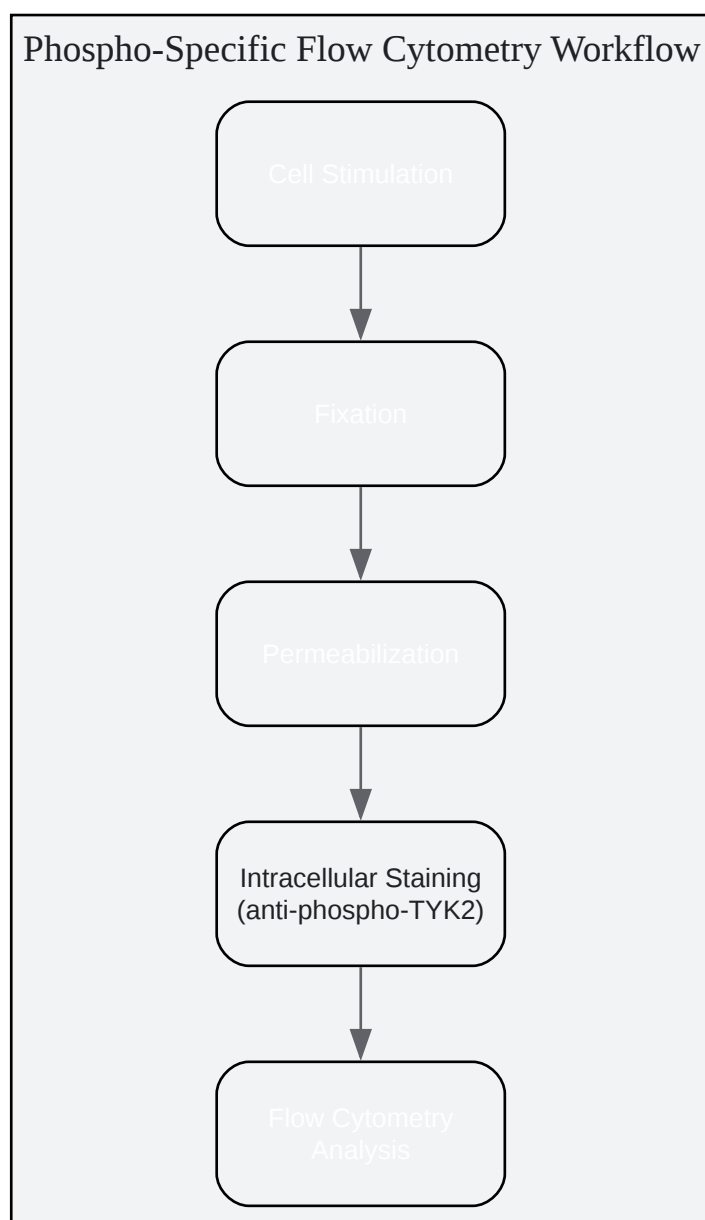 Phospho-Specific Flow Cytometry Workflow
Cell Stimulation
Fixation
Permeabilization
Intracellular Staining
(anti-phospho-TYK2)
Flow Cytometry
Analysis